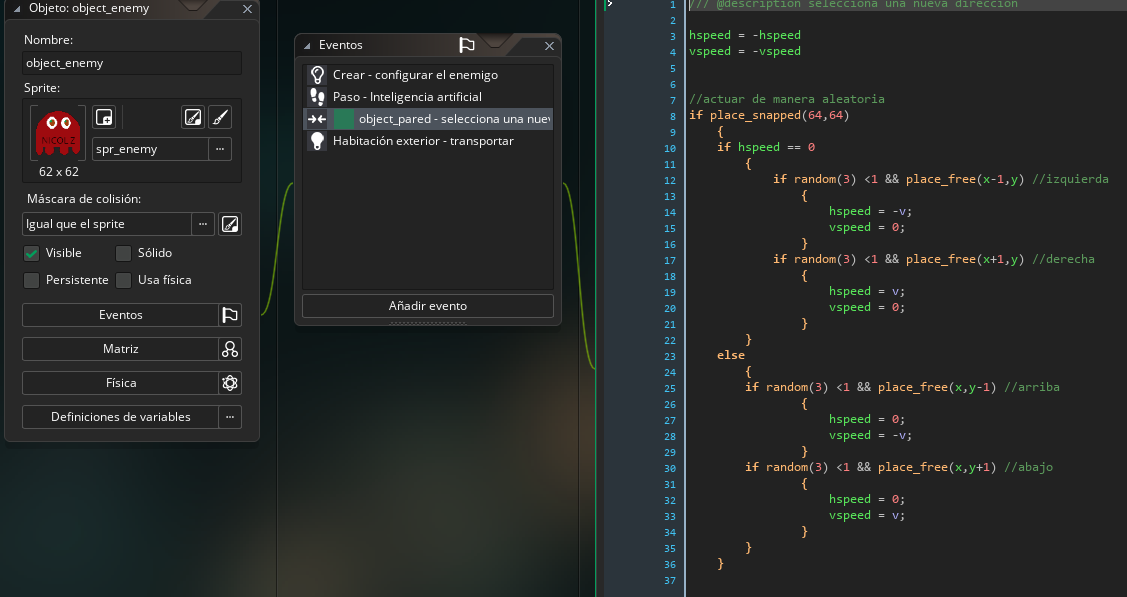 Objeto: object_enemy
Nombre:
object_enemy
Sprite:
NICOLZ
spr_enemy
...
62 x 62
Máscara de colisión:
Igual que el sprite
...
Visible
Sólido
Persistente
Usa física
Eventos
Matriz
Física
Definiciones de variables
...
Eventos
Crear - configurar el enemigo
Paso - Inteligencia artificial
object_pared - selecciona una nuev
Habitación exterior - transportar
Añadir evento
1 /// @description selecciona una nueva direccion
2
3 hspeed = -hspeed
4 vspeed = -vspeed
5
6
7 //actuar de manera aleatoria
8 if place_snapped(64,64)
9 {
10 if hspeed == 0
11 {
12 if random(3) <1 && place_free(x-1,y) //izquierda
13 {
14 hspeed = -v;
15 vspeed = 0;
16 }
17 if random(3) <1 && place_free(x+1,y) //derecha
18 {
19 hspeed = v;
20 vspeed = 0;
21 }
22 }
23 else
24 {
25 if random(3) <1 && place_free(x,y-1) //arriba
26 {
27 hspeed = 0;
28 vspeed = -v;
29 }
30 if random(3) <1 && place_free(x,y+1) //abajo
31 {
32 hspeed = 0;
33 vspeed = v;
34 }
35 }
36 }
37